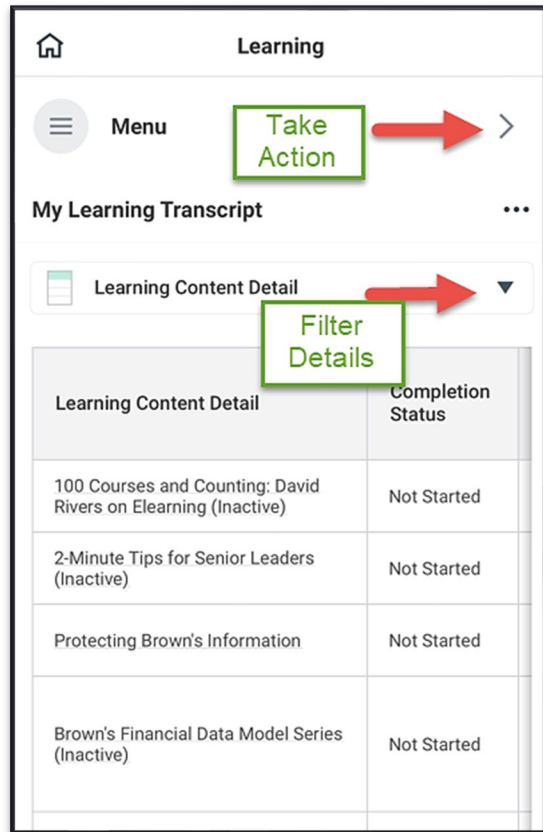 Learning
Menu
Take
Action
My Learning Transcript
Learning Content Detail
Filter
Details
Learning Content Detail
Completion
Status
100 Courses and Counting: David
Rivers on Elearning (Inactive)
Not Started
2-Minute Tips for Senior Leaders
(Inactive)
Not Started
Protecting Brown's Information
Not Started
Brown's Financial Data Model Series
(Inactive)
Not Started